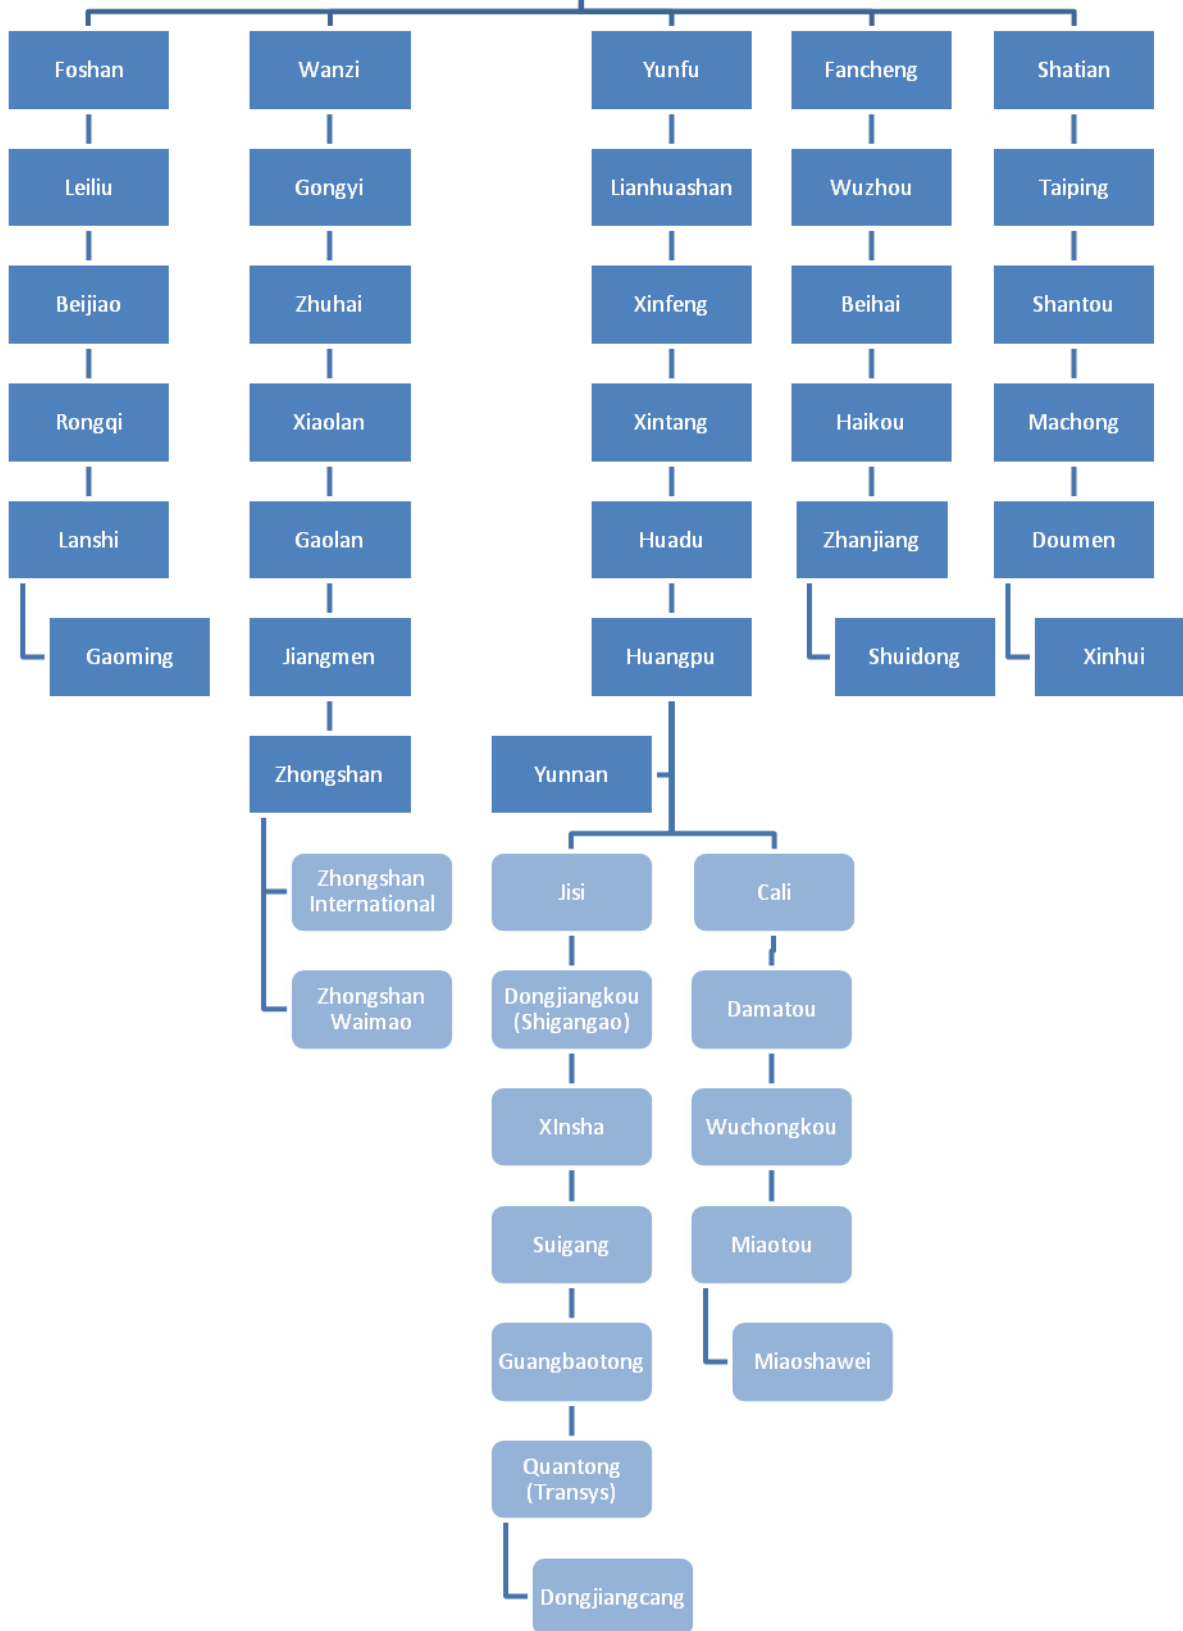 Foshan
Wanzi
Yunfu
Fancheng
Shatian
Leiliu
Gongyi
Lianhuashan
Wuzhou
Taiping
Beijiao
Zhuhai
Xinfeng
Beihai
Shantou
Rongqi
Xiaolan
Xintang
Haikou
Machong
Lanshi
Gaolan
Huadu
Zhanjiang
Doumen
Gaoming
Jiangmen
Huangpu
Shuidong
Xinhui
Zhongshan
Yunnan
Zhongshan
International
Jisi
Cali
Zhongshan
Waimao
Dongjiangkou
(Shigangao)
Damatou
XInsha
Wuchongkou
Suigang
Miaotou
Guangbaotong
Miaoshawei
Quantong
(Transys)
Dongjiangcang